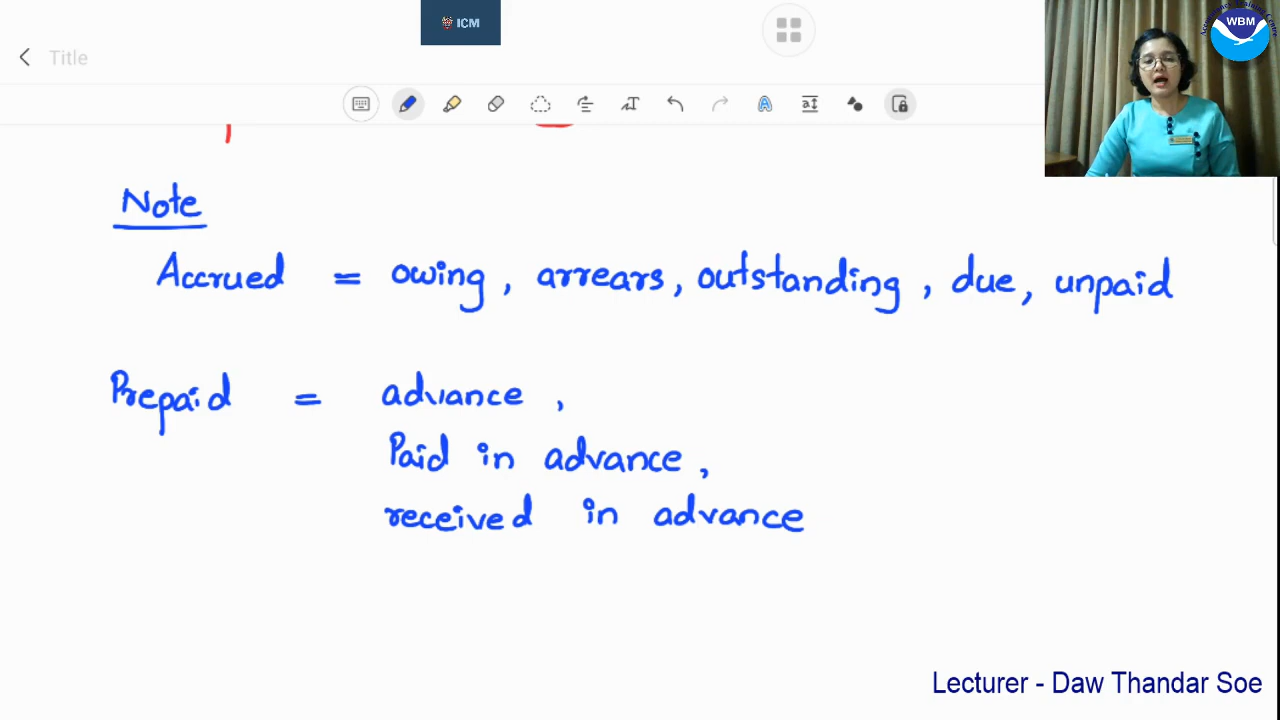 ICM
Title
WBM
Note
Accrued = owing, arrears, outstanding, due, unpaid
Prepaid = advance,
Paid in advance,
received in advance
Lecturer - Daw Thandar Soe